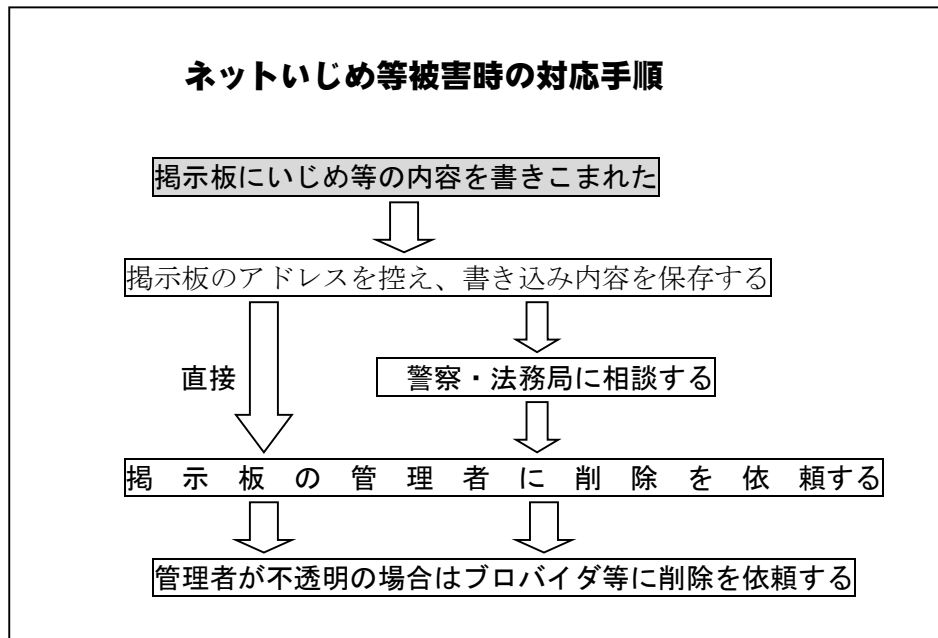 ネットいじめ等被害時の対応手順
掲示板にいじめ等の内容を書きこまれた
掲示板のアドレスを控え、書き込み内容を保存する
直接
警察・法務局に相談する
掲示板の管理者に削除を依頼する
管理者が不透明の場合はブロバイダ等に削除を依頼する